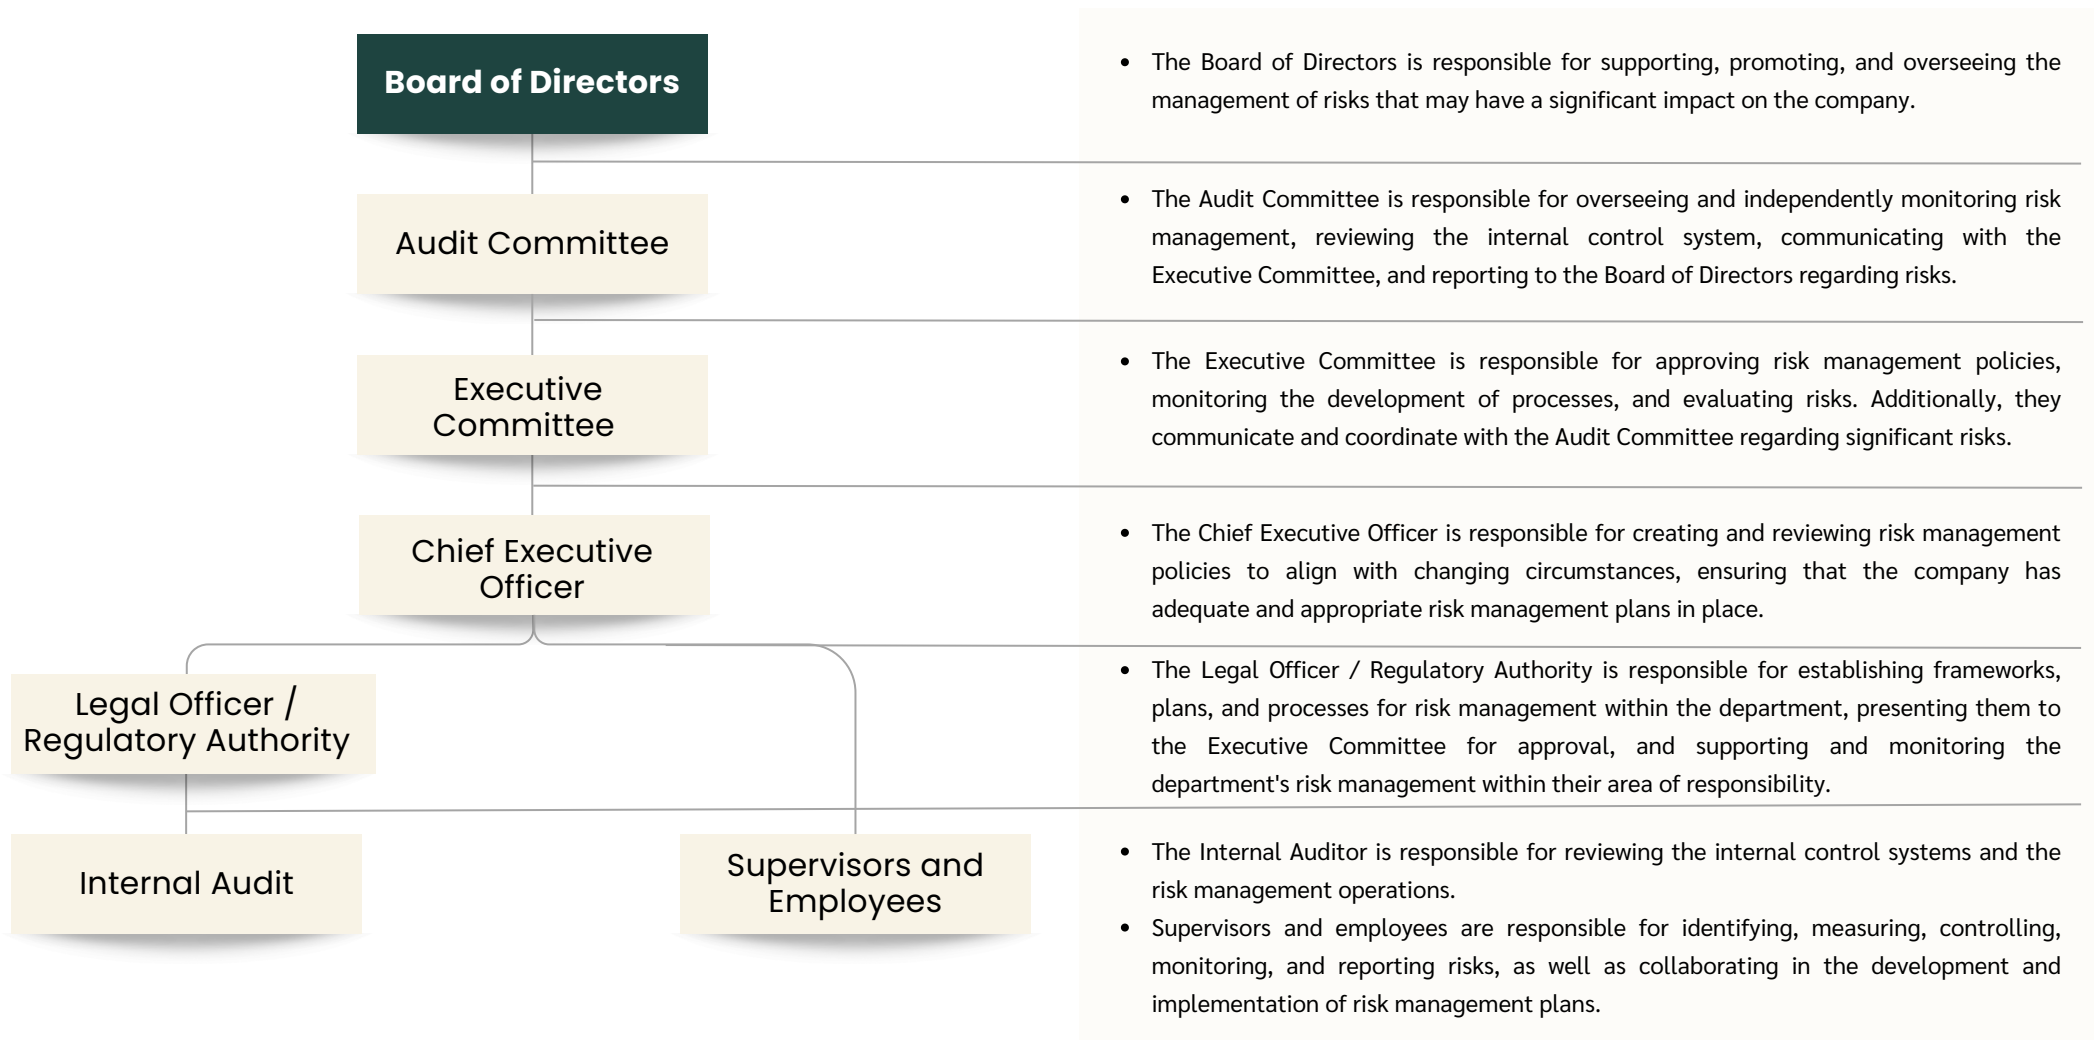 Board of Directors
The Board of Directors is responsible for supporting, promoting, and overseeing the
management of risks that may have a significant impact on the company.
Audit Committee
The Audit Committee is responsible for overseeing and independently monitoring risk
management, reviewing the internal control system, communicating with the
Executive Committee, and reporting to the Board of Directors regarding risks.
Executive
Committee
The Executive Committee is responsible for approving risk management policies,
monitoring the development of processes, and evaluating risks. Additionally, they
communicate and coordinate with the Audit Committee regarding significant risks.
Chief Executive
Officer
The Chief Executive Officer is responsible for creating and reviewing risk management
policies to align with changing circumstances, ensuring that the company has
adequate and appropriate risk management plans in place.
Legal Officer /
Regulatory Authority
The Legal Officer / Regulatory Authority is responsible for establishing frameworks,
plans, and processes for risk management within the department, presenting them to
the Executive Committee for approval, and supporting and monitoring the
department's risk management within their area of responsibility.
Internal Audit
Supervisors and
Employees
The Internal Auditor is responsible for reviewing the internal control systems and the
risk management operations.
Supervisors and employees are responsible for identifying, measuring, controlling,
monitoring, and reporting risks, as well as collaborating in the development and
implementation of risk management plans.